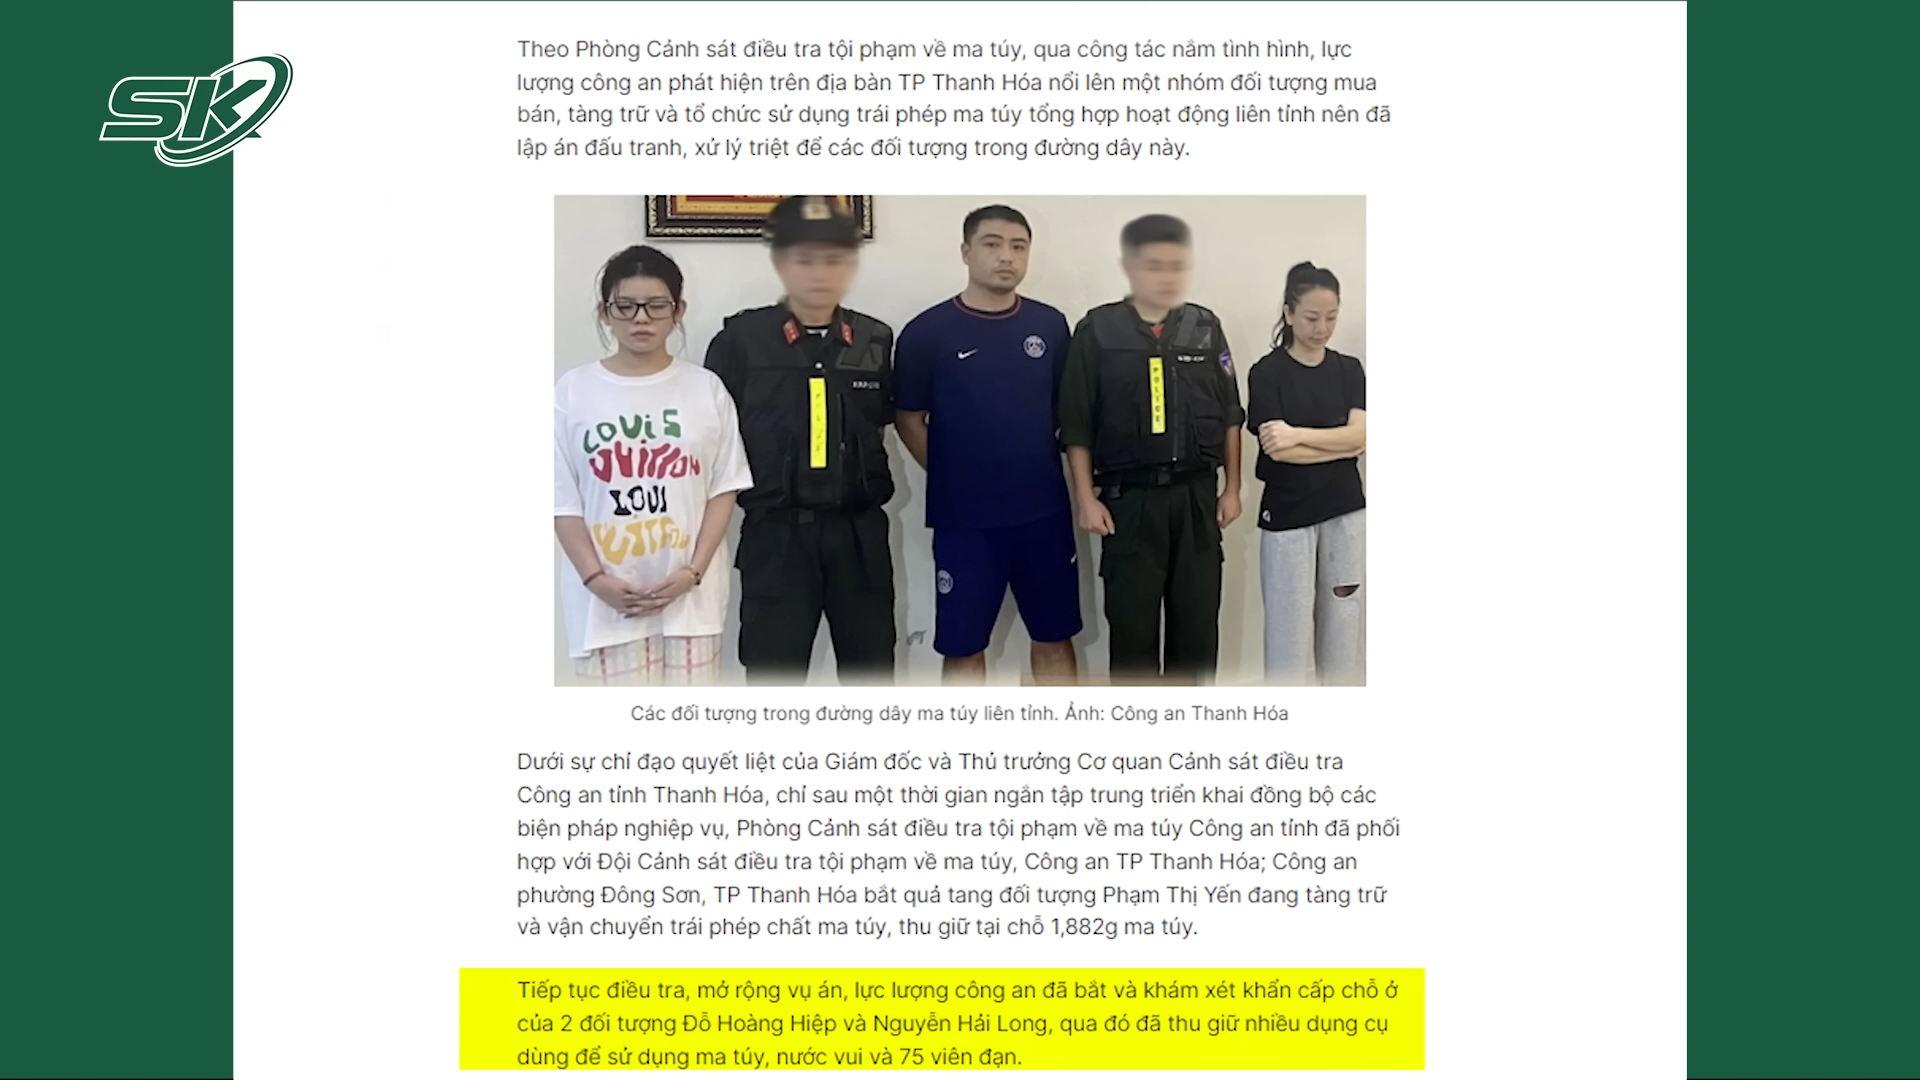 SK
Theo Phòng Cảnh sát điều tra tội phạm về ma túy, qua công tác nắm tình hình, lực
lượng công an phát hiện trên địa bàn TP Thanh Hóa nổi lên một nhóm đối tượng mua
bán, tàng trữ và tổ chức sử dụng trái phép ma túy tổng hợp hoạt động liên tỉnh nên đã
lập án đấu tranh, xử lý triệt để các đối tượng trong đường dây này.
LOUIS
VUITTON
LOUI
VUITTON
POLICE
Các đối tượng trong đường dây ma túy liên tỉnh. Ảnh: Công an Thanh Hóa
Dưới sự chỉ đạo quyết liệt của Giám đốc và Thủ trưởng Cơ quan Cảnh sát điều tra
Công an tỉnh Thanh Hóa, chỉ sau một thời gian ngắn tập trung triển khai đồng bộ các
biện pháp nghiệp vụ, Phòng Cảnh sát điều tra tội phạm về ma túy Công an tỉnh đã phối
hợp với Đội Cảnh sát điều tra tội phạm về ma túy, Công an TP Thanh Hóa; Công an
phường Đông Sơn, TP Thanh Hóa bắt quả tang đối tượng Phạm Thị Yến đang tàng trữ
và vận chuyển trái phép chất ma túy, thu giữ tại chỗ 1,882g ma túy.
Tiếp tục điều tra, mở rộng vụ án, lực lượng công an đã bắt và khám xét khẩn cấp chỗ ở
của 2 đối tượng Đỗ Hoàng Hiệp và Nguyễn Hải Long, qua đó đã thu giữ nhiều dụng cụ
dùng để sử dụng ma túy, nước vui và 75 viên đạn.